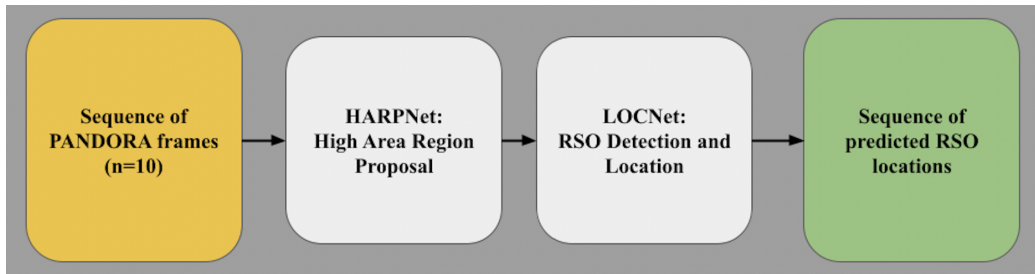 Sequence of
PANDORA frames
(n=10)
HARPNet:
High Area Region
Proposal
LOCNet:
RSO Detection and
Location
Sequence of
predicted RSO
locations